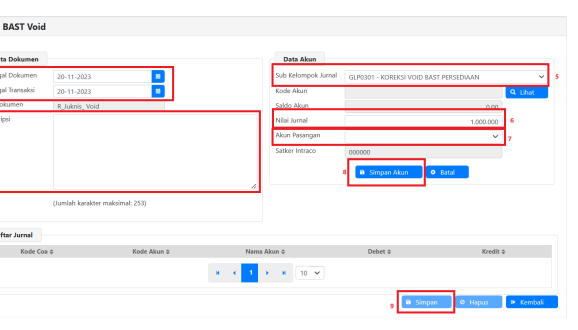 BAST Void
ta Dokumen
gal Dokumen 20-11-2023
gal Transaksi 20-11-2023
okumen R_Juknis_Void
ipsi
(Jumlah karakter maksimal: 253)
Data Akun
Sub Kelompok Jurnal GLP0301 - KOREKSI VOID BAST PERSEDIAAN 5
Kode Akun Lihat
Saldo Akun 0.00
Nilai Jurnal 1.000.000 6
Akun Pasangan 7
Satker Intraco 000000
8 Simpan Akun Batal
ftar Jurnal
Kode Coa Kode Akun Nama Akun Debet Kredit
1 10
9 Simpan Hapus Kembali